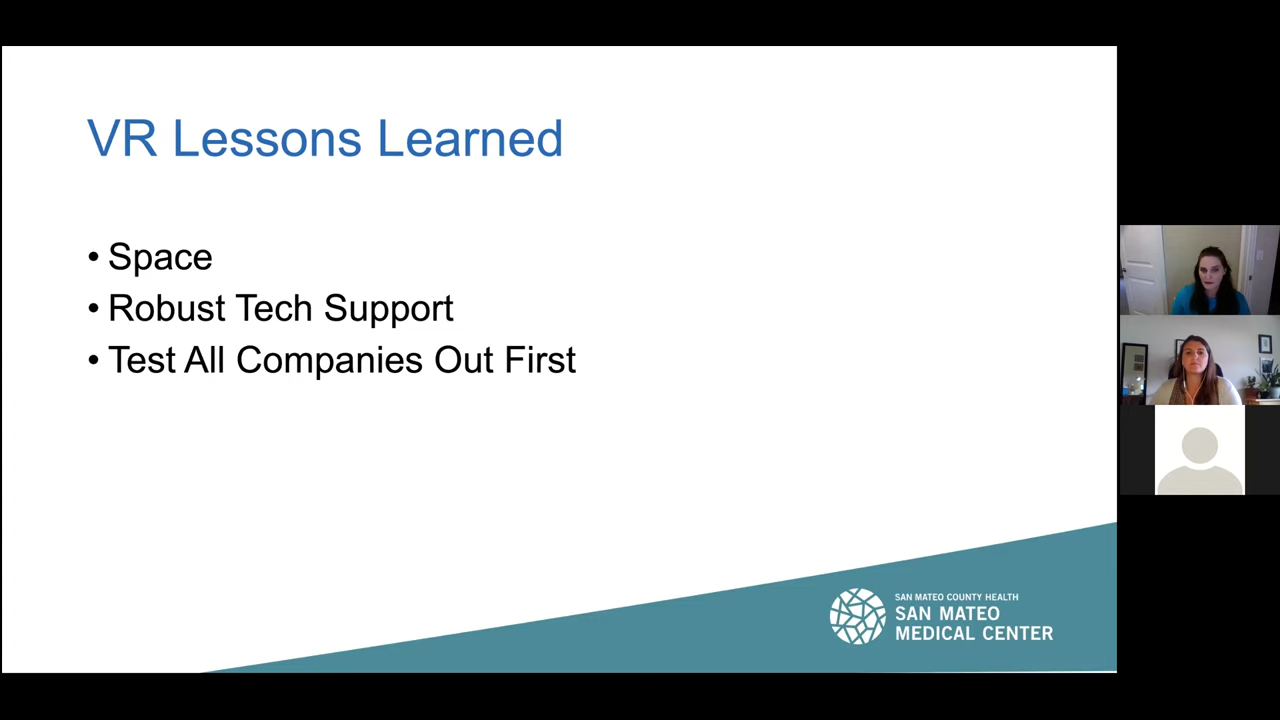 VR Lessons Learned
• Space
• Robust Tech Support
• Test All Companies Out First
SAN MATEO COUNTY HEALTH
SAN MATEO
MEDICAL CENTER